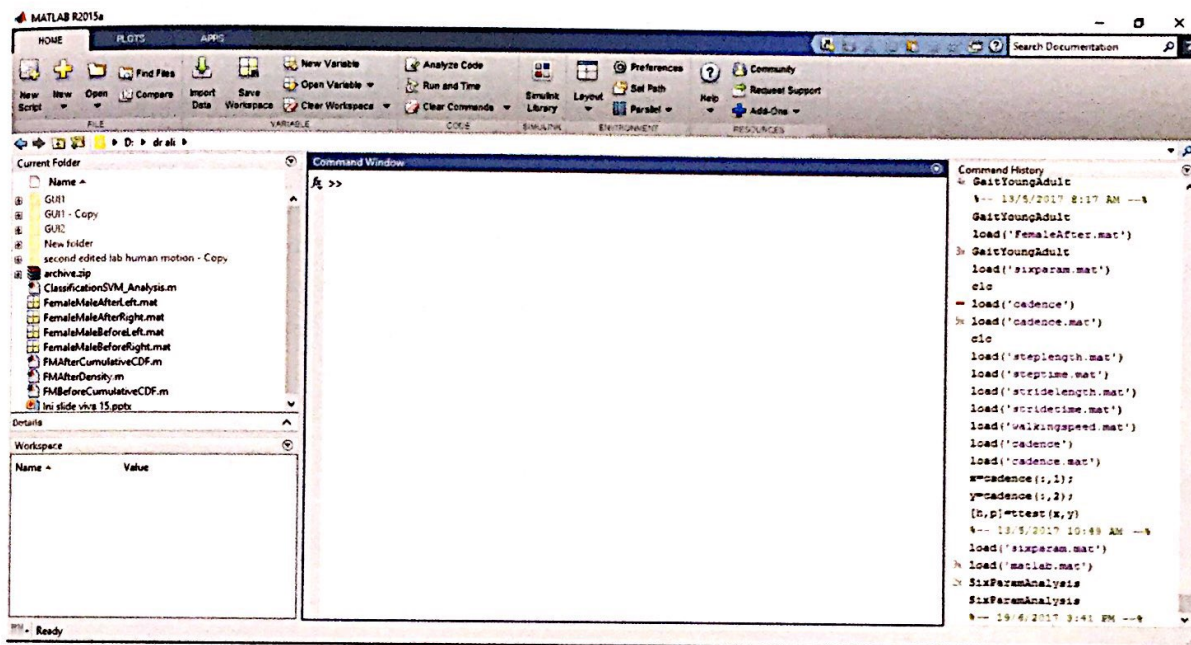 MATLAB R2015a
HOME PLOTS APPS
Search Documentation
New Script
New
Open
Find Files
Compare
Import Data
Save Workspace
New Variable
Open Variable
Clear Workspace
Analyze Code
Run and Time
Clear Commands
Simulink Library
Layout
Preferences
Set Path
Parallel
Help
Community
Request Support
Add-Ons
FILE VARIABLE CODE SIMULINK ENVIRONMENT RESOURCES
D: dr ali
Current Folder
Name
GUI1
GUI1 - Copy
GUI2
New folder
second edited lab human motion - Copy
archive.zip
ClassificationSVM_Analysis.m
FemaleMaleAfterLeft.mat
FemaleMaleAfterRight.mat
FemaleMaleBeforeLeft.mat
FemaleMaleBeforeRight.mat
FMAfterCumulativeCDF.m
FMAfterDensity.m
FMBeforeCumulativeCDF.m
Ini slide viva 15.pptx
Details
Workspace
Name Value
Ready
Command Window
fx >>
Command History
GaitYoungAdult
%-- 13/5/2017 8:17 AM --%
GaitYoungAdult
load('FemaleAfter.mat')
GaitYoungAdult
load('sixparam.mat')
clc
load('cadence')
load('cadence.mat')
clc
load('steplength.mat')
load('steptime.mat')
load('stridelength.mat')
load('stridetime.mat')
load('walkingspeed.mat')
load('cadence')
load('cadence.mat')
x=cadence(:,1);
y=cadence(:,2);
[h,p]=ttest(x,y)
%-- 13/5/2017 10:49 AM --%
load('sixparam.mat')
load('matlab.mat')
SixParamAnalysis
SixParamAnalysis
%-- 19/6/2017 3:41 PM --%